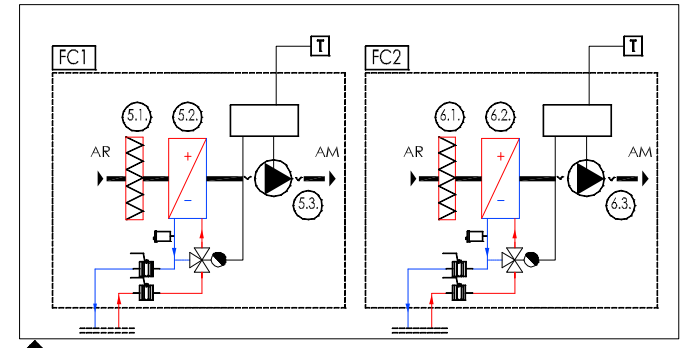 FC1
T
5.1.
5.2.
AR
AM
5.3.
FC2
T
6.1.
6.2.
AR
AM
6.3.